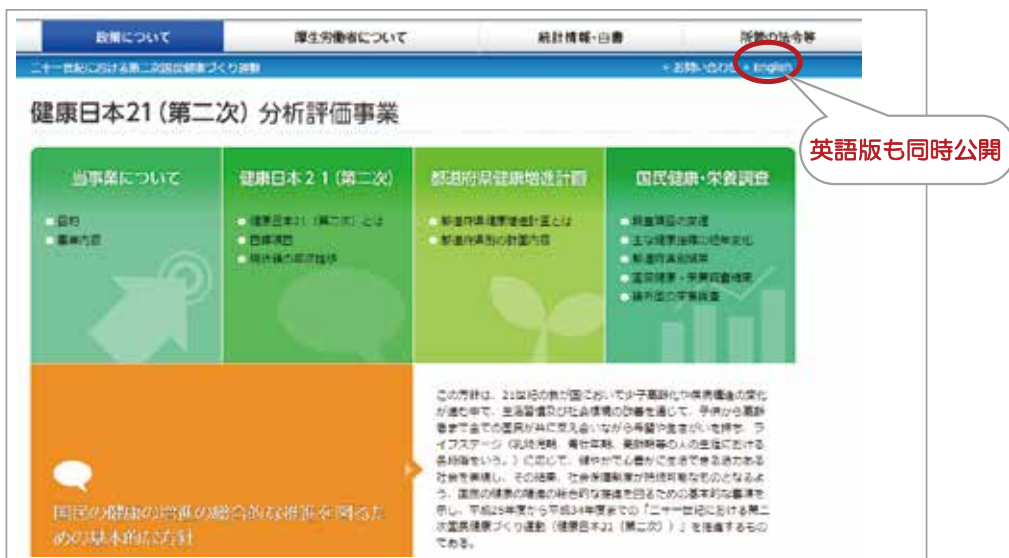 政策について
厚生労働省について
統計情報・白書
所管の法令等
二十一世紀における第二次国民健康づくり運動
お問い合わせ
English
英語版も同時公開
健康日本21（第二次）分析評価事業
当事業について
目的
事業内容
健康日本21（第二次）
健康日本21（第二次）とは
目標項目
現状値の年次推移
都道府県健康増進計画
都道府県健康増進計画とは
都道府県別の計画内容
国民健康・栄養調査
調査項目の変遷
主な健康指標の経年変化
都道府県別結果
国民健康・栄養調査結果
諸外国の栄養調査
国民の健康の増進の総合的な推進を図るた
めの基本的な方針
この方針は、21世紀の我が国において少子高齢化や疾病構造の変化
が進む中で、生活習慣及び社会環境の改善を通じて、子供から高齢
者まで全ての国民が共に支え合いながら希望や生きがいを持ち、ラ
イフステージ（乳幼児期、青壮年期、高齢期等の人の生涯における
各段階をいう。）に応じて、健やかで心豊かに生活できる活力ある
社会を実現し、その結果、社会保障制度が持続可能なものとなるよ
う、国民の健康の増進の総合的な推進を図るための基本的な事項を
示し、平成25年度から平成34年度までの「二十一世紀における第二
次国民健康づくり運動（健康日本21（第二次））」を推進するもの
である。